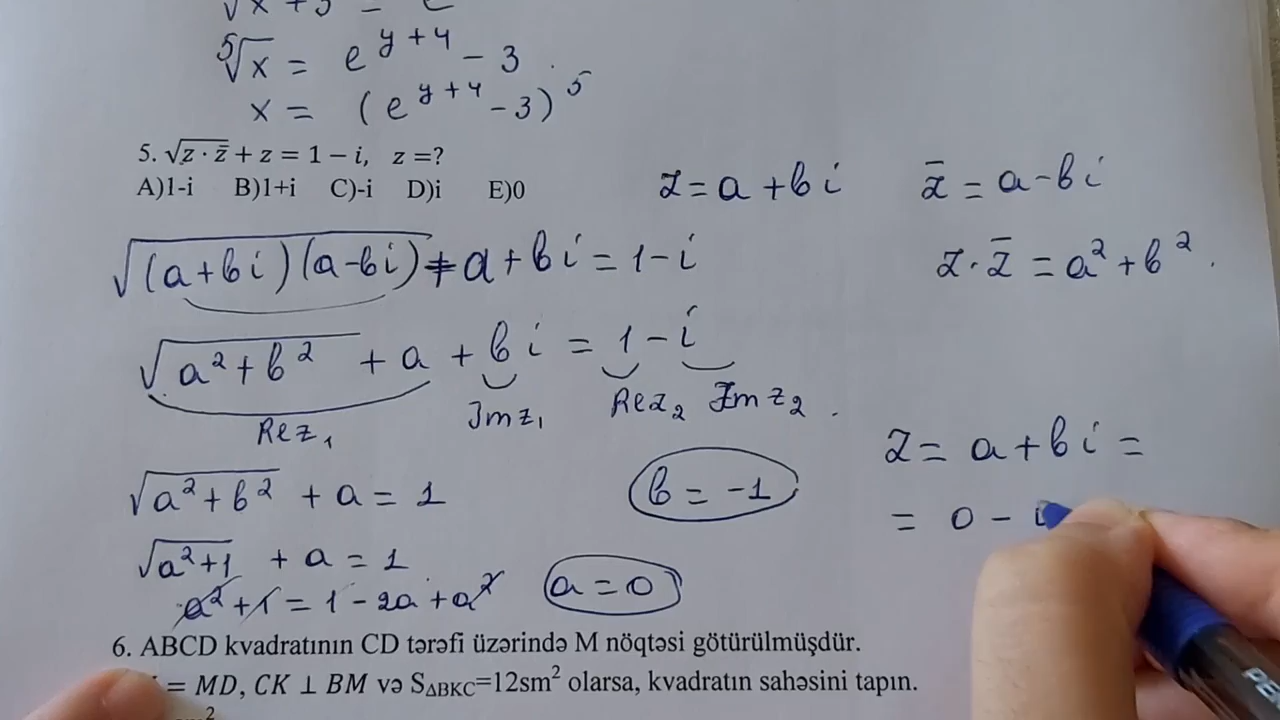 √x + 3 = e
⁵√x = e^(y+4) - 3
x = (e^(y+4) - 3)^5
5. √(z · z̄) + z = 1 − i, z =?
A)1-i B)1+i C)-i D)i E)0
z = a + bi z̄ = a - bi
√((a+bi)(a-bi)) + a + bi = 1 - i
z · z̄ = a² + b².
√(a² + b²) + a + bi = 1 - i
Re z₁ Im z₁ Re z₂ Im z₂.
√(a² + b²) + a = 1
b = -1
z = a + bi =
= 0 - i
√(a² + 1) + a = 1
a² + 1 = 1 - 2a + a²
a = 0
6. ABCD kvadratının CD tərəfi üzərində M nöqtəsi götürülmüşdür.
= MD, CK ⊥ BM və S∆BKC=12sm² olarsa, kvadratın sahəsini tapın.